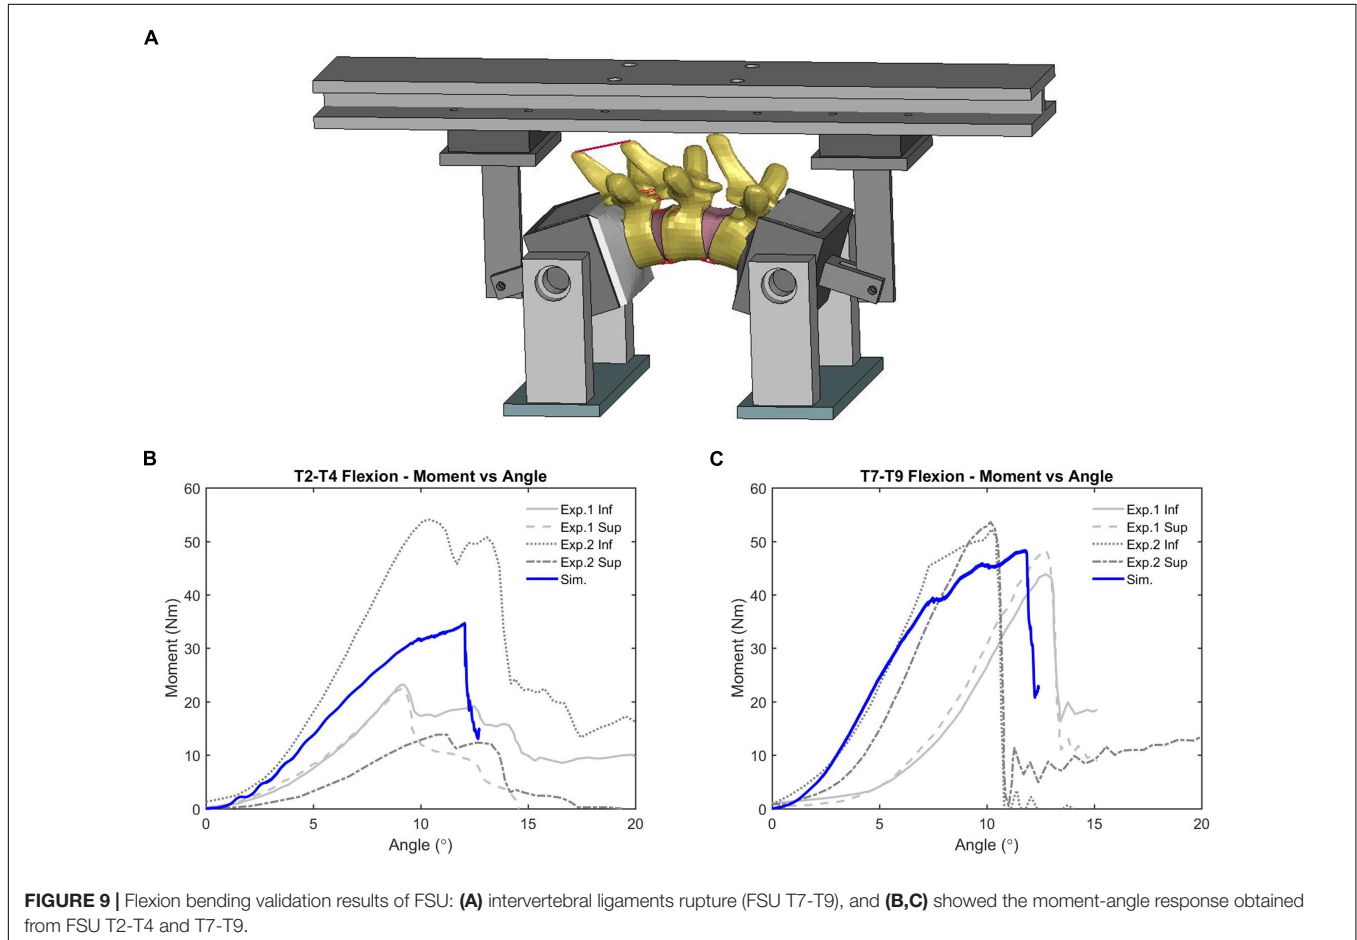 A
B
T2-T4 Flexion - Moment vs Angle
Moment (Nm)
60
50
40
30
20
10
0
0 5 10 15 20
Angle (°)
Exp.1 Inf
Exp.1 Sup
Exp.2 Inf
Exp.2 Sup
Sim.
C
T7-T9 Flexion - Moment vs Angle
Moment (Nm)
60
50
40
30
20
10
0
0 5 10 15 20
Angle (°)
Exp.1 Inf
Exp.1 Sup
Exp.2 Inf
Exp.2 Sup
Sim.
FIGURE 9 | Flexion bending validation results of FSU: (A) intervertebral ligaments rupture (FSU T7-T9), and (B,C) showed the moment-angle response obtained
from FSU T2-T4 and T7-T9.